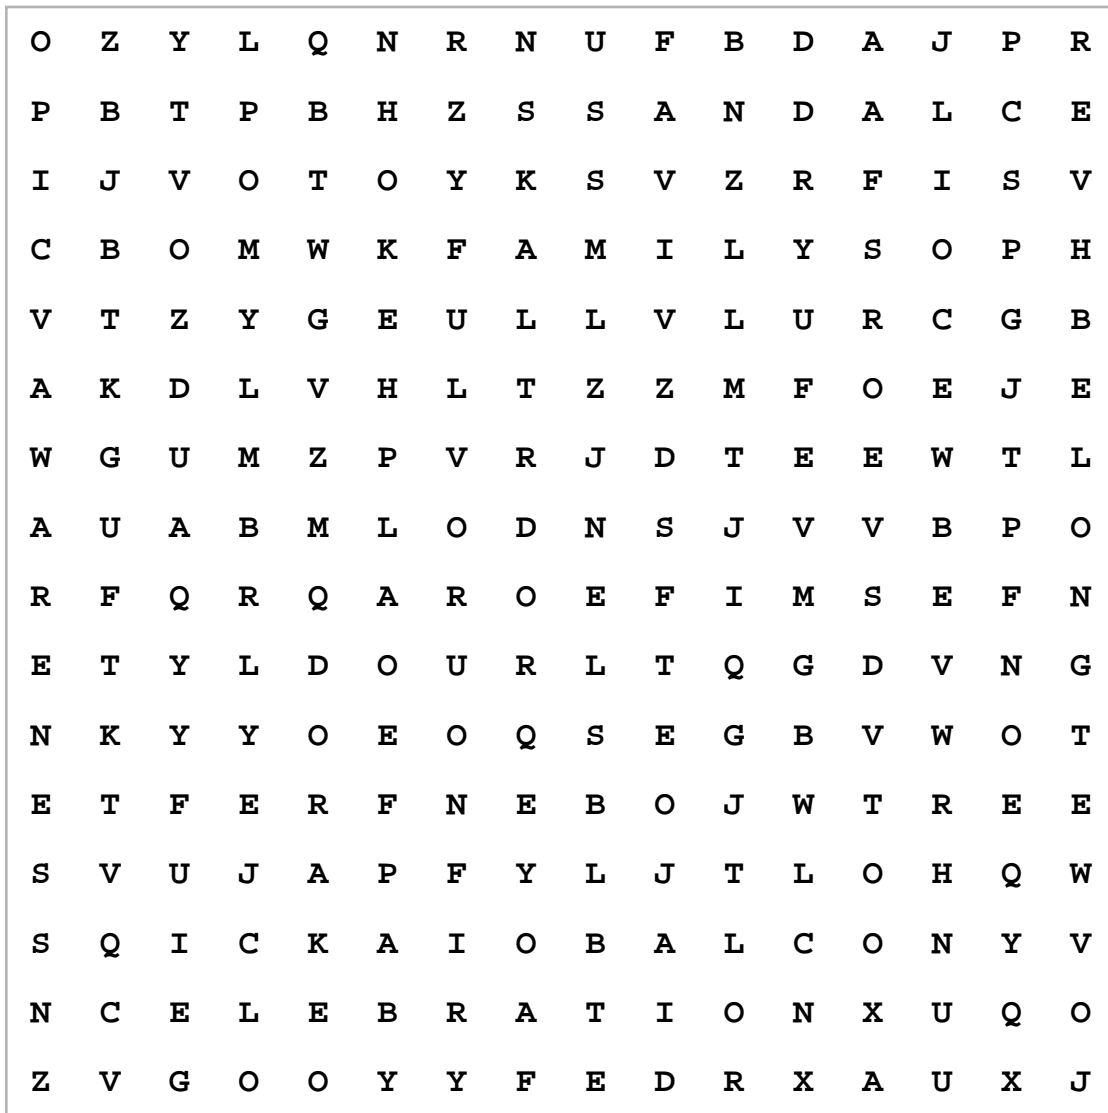 O Z Y L Q N R N U F B D A J P R
P B T P B H Z S S A N D A L C E
I J V O T O Y K S V Z R F I S V
C B O M W K F A M I L Y S O P H
V T Z Y G E U L L V L U R C G B
A K D L V H L T Z Z M F O E J E
W G U M Z P V R J D T E E W T L
A U A B M L O D N S J V V B P O
R F Q R Q A R O E F I M S E F N
E T Y L D O U R L T Q G D V N G
N K Y Y O E O Q S E G B V W O T
E T F E R F N E B O J W T R E E
S V U J A P F Y L J T L O H Q W
S Q I C K A I O B A L C O N Y V
N C E L E B R A T I O N X U Q O
Z V G O O Y Y F E D R X A U X J